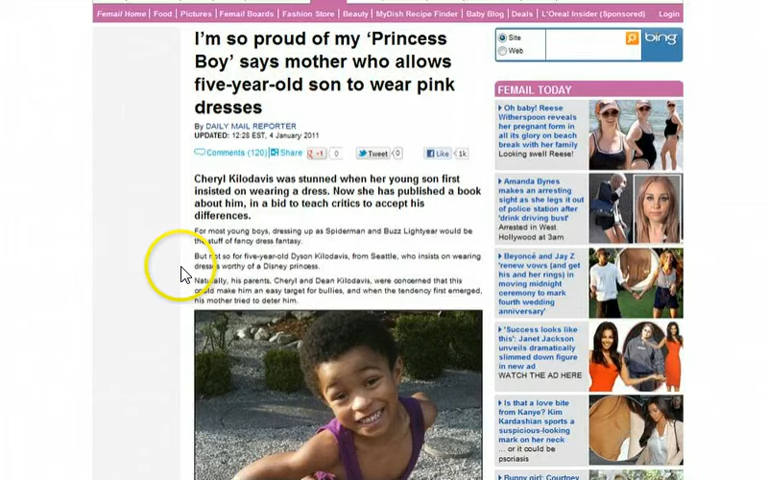 Femail Home | Food | Pictures | Femail Boards | Fashion Store | Beauty | MyDish Recipe Finder | Baby Blog | Deals | L'Oreal Insider (Sponsored) Login
I'm so proud of my 'Princess
Boy' says mother who allows
five-year-old son to wear pink
dresses
By DAILY MAIL REPORTER
UPDATED: 12:28 EST, 4 January 2011
Comments (120) Share +1 0 Tweet 0 Like 1k
Cheryl Kilodavis was stunned when her young son first
insisted on wearing a dress. Now she has published a book
about him, in a bid to teach critics to accept his
differences.
For most young boys, dressing up as Spiderman and Buzz Lightyear would be
the stuff of fancy dress fantasy.
But not so for five-year-old Dyson Kilodavis, from Seattle, who insists on wearing
dresses worthy of a Disney princess.
Naturally, his parents, Cheryl and Dean Kilodavis, were concerned that this
could make him an easy target for bullies, and when the tendency first emerged,
his mother tried to deter him.
Site
Web
bing
FEMAIL TODAY
Oh baby! Reese
Witherspoon reveals
her pregnant form in
all its glory on beach
break with her family
Looking swell Reese!
Amanda Bynes
makes an arresting
sight as she legs it out
of police station after
'drink driving bust'
Arrested in West
Hollywood at 3am
Beyoncé and Jay Z
'renew vows (and get
his and her rings) in
moving midnight
ceremony to mark
fourth wedding
anniversary'
'Success looks like
this': Janet Jackson
unveils dramatically
slimmed down figure
in new ad
WATCH THE AD HERE
Is that a love bite
from Kanye? Kim
Kardashian sports a
suspicious-looking
mark on her neck
... or it could be
psoriasis
Bunny girl: Courtney